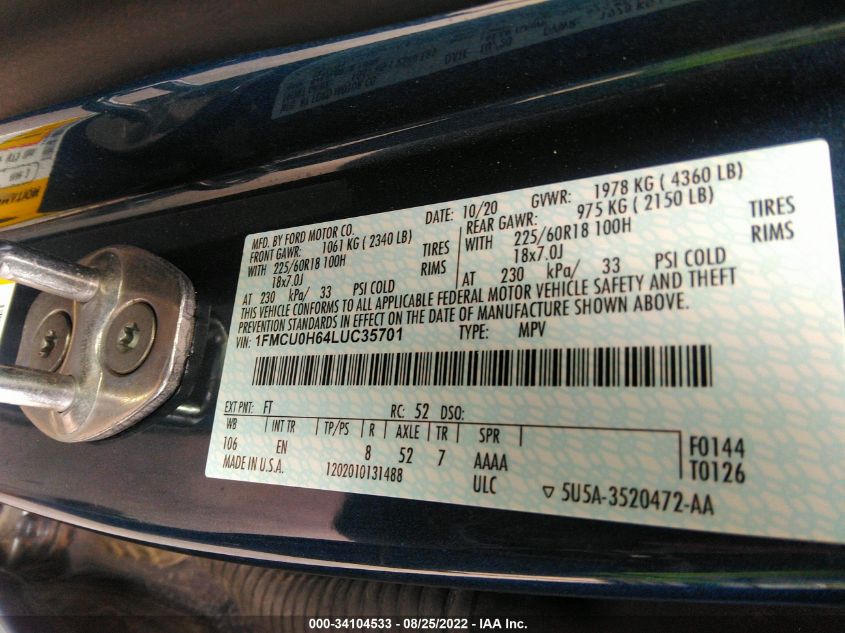 MFD. BY FORD MOTOR CO.
DATE: 10/20 GVWR: 1978 KG ( 4360 LB)
FRONT GAWR: 1061 KG ( 2340 LB) REAR GAWR: 975 KG ( 2150 LB)
WITH 225/60R18 100H TIRES WITH 225/60R18 100H TIRES
18x7.0J RIMS 18x7.0J RIMS
AT 230 kPa/ 33 PSI COLD AT 230 kPa/ 33 PSI COLD
THIS VEHICLE CONFORMS TO ALL APPLICABLE FEDERAL MOTOR VEHICLE SAFETY AND THEFT
PREVENTION STANDARDS IN EFFECT ON THE DATE OF MANUFACTURE SHOWN ABOVE.
VIN: 1FMCU0H64LUC35701 TYPE: MPV
EXT PNT: FT RC: 52 DSO:
WB INT TR TP/PS R AXLE TR SPR
106 EN 8 52 7 AAAA F0144
MADE IN U.S.A. 1202010131488 ULC T0126
5U5A-3520472-AA
000-34104533 - 08/25/2022 - IAA Inc.